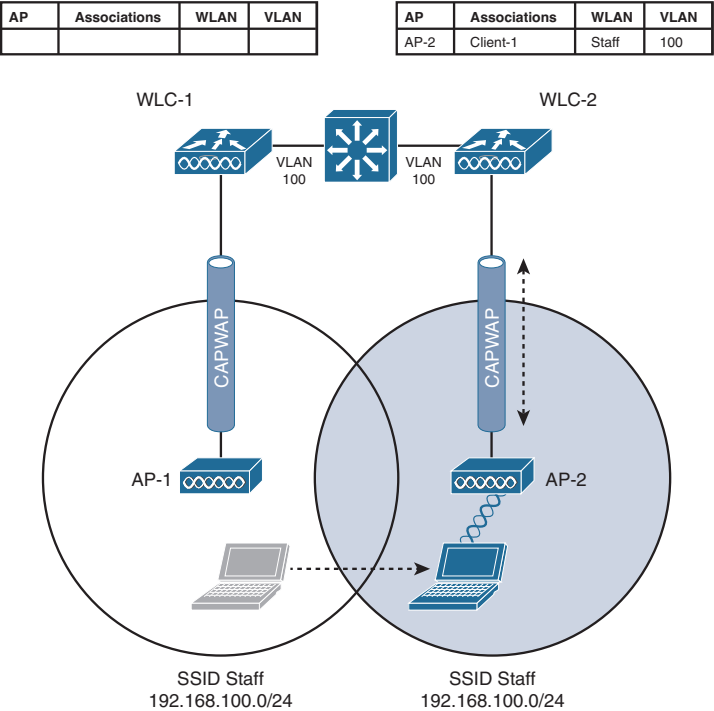 AP Associations WLAN VLAN
AP Associations WLAN VLAN
AP-2 Client-1 Staff 100
WLC-1
WLC-2
VLAN
100
VLAN
100
CAPWAP
CAPWAP
AP-1
AP-2
SSID Staff
192.168.100.0/24
SSID Staff
192.168.100.0/24